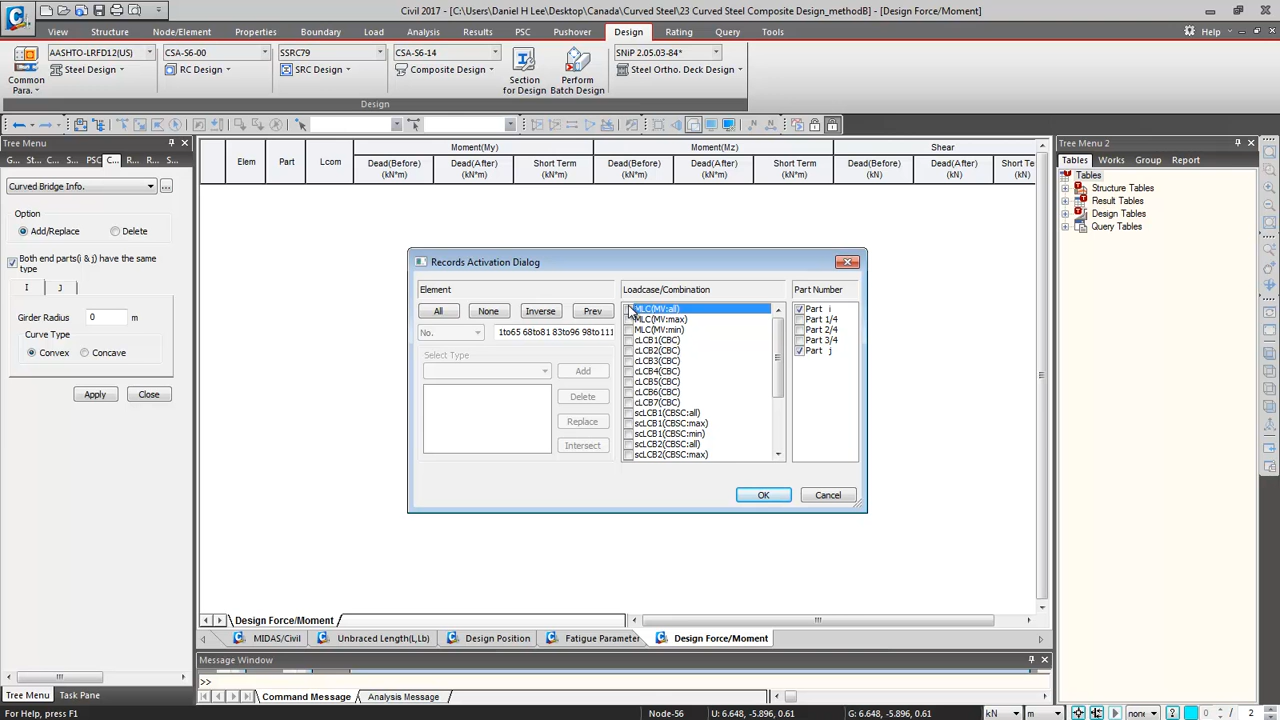 Civil 2017 - [C:\Users\Daniel H Lee\Desktop\Canada\Curved Steel\23 Curved Steel Composite Design_methodB] - [Design Force/Moment]
View Structure Node/Element Properties Boundary Load Analysis Results PSC Pushover Design Rating Query Tools Help
AASHTO-LRFD12(US) CSA-S6-00 SSRC79 CSA-S6-14 SNiP 2.05.03-84*
Steel Design RC Design SRC Design Composite Design Steel Ortho. Deck Design
Common Para. Section for Design Perform Batch Design
Design
Tree Menu
G... St... C... S... PSC C... R... R... S...
Curved Bridge Info.
Option
Add/Replace Delete
Both end parts(i & j) have the same type
I J
Girder Radius 0 m
Curve Type
Convex Concave
Apply Close
Tree Menu Task Pane
Elem Part Lcom
Moment(My) Moment(Mz) Shear
Dead(Before) (kN*m) Dead(After) (kN*m) Short Term (kN*m) Dead(Before) (kN*m) Dead(After) (kN*m) Short Term (kN*m) Dead(Before) (kN) Dead(After) (kN) Short Te (kN)
Records Activation Dialog
Element
All None Inverse Prev
No. 1to65 68to81 83to96 98to111
Select Type
Add
Delete
Replace
Intersect
Loadcase/Combination
MLC(MV:all)
MLC(MV:max)
MLC(MV:min)
cLCB1(CBC)
cLCB2(CBC)
cLCB3(CBC)
cLCB4(CBC)
cLCB5(CBC)
cLCB6(CBC)
cLCB7(CBC)
scLCB1(CBSC:all)
scLCB1(CBSC:max)
scLCB1(CBSC:min)
scLCB2(CBSC:all)
scLCB2(CBSC:max)
Part Number
Part i
Part 1/4
Part 2/4
Part 3/4
Part j
OK Cancel
Tree Menu 2
Tables Works Group Report
Tables
Structure Tables
Result Tables
Design Tables
Query Tables
Design Force/Moment
MIDAS/Civil Unbraced Length(L,Lb) Design Position Fatigue Parameter Design Force/Moment
Message Window
>>
Command Message Analysis Message
For Help, press F1
Node-56 U: 6.648, -5.896, 0.61 G: 6.648, -5.896, 0.61 kN m none ? 0 / 2